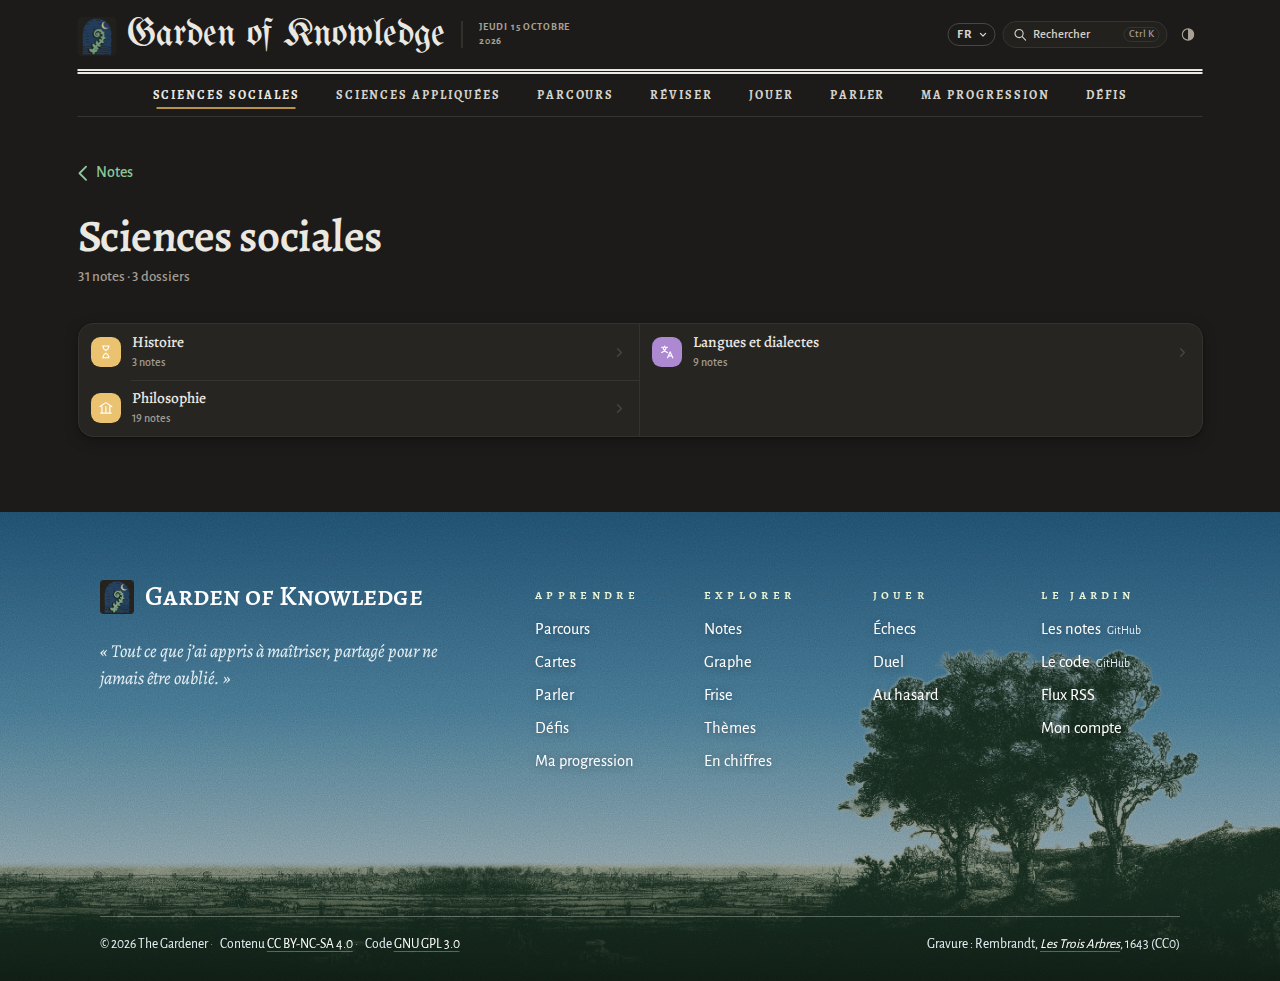 Garden of Knowledge
JEUDI 15 OCTOBRE
2026
FR
Rechercher
Ctrl K
SCIENCES SOCIALES
SCIENCES APPLIQUÉES
PARCOURS
RÉVISER
JOUER
PARLER
MA PROGRESSION
DÉFIS
Notes
Sciences sociales
31 notes · 3 dossiers
Histoire
3 notes
Langues et dialectes
9 notes
Philosophie
19 notes
GARDEN OF KNOWLEDGE
« Tout ce que j’ai appris à maîtriser, partagé pour ne
jamais être oublié. »
APPRENDRE
Parcours
Cartes
Parler
Défis
Ma progression
EXPLORER
Notes
Graphe
Frise
Thèmes
En chiffres
JOUER
Échecs
Duel
Au hasard
LE JARDIN
Les notes GitHub
Le code GitHub
Flux RSS
Mon compte
© 2026 The Gardener · Contenu CC BY-NC-SA 4.0 · Code GNU GPL 3.0
Gravure : Rembrandt, Les Trois Arbres, 1643 (CC0)